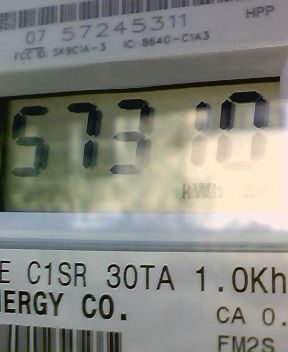 HPP
07 57245311
FCC ID: SK9C1A-3 IC: 864G-C1A3
57310
kWh
E C1SR 30TA 1.0Kh
NERGY CO.
CA 0.
FM2S